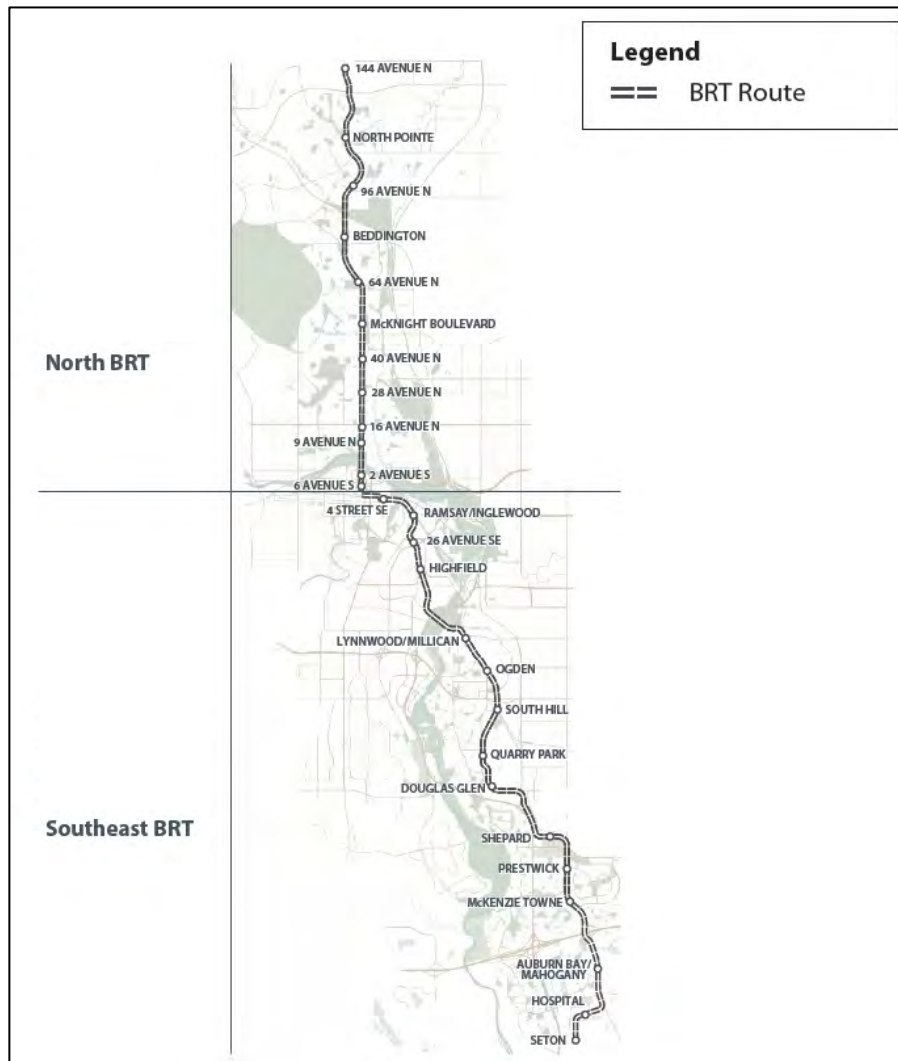 Legend
BRT Route
144 AVENUE N
NORTH POINTE
96 AVENUE N
BEDDINGTON
64 AVENUE N
McKNIGHT BOULEVARD
North BRT
40 AVENUE N
28 AVENUE N
16 AVENUE N
9 AVENUE N
2 AVENUE S
6 AVENUE S
4 STREET SE
RAMSAY/INGLEWOOD
26 AVENUE SE
HIGHFIELD
LYNNWOOD/MILLICAN
OGDEN
SOUTH HILL
QUARRY PARK
DOUGLAS GLEN
Southeast BRT
SHEPARD
PRESTWICK
McKENZIE TOWNE
AUBURN BAY/
MAHOGANY
HOSPITAL
SETON